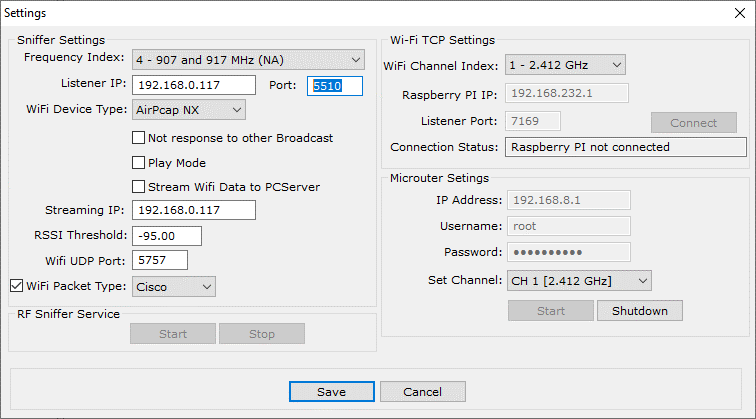 Settings
Sniffer Settings
Frequency Index: 4 - 907 and 917 MHz (NA)
Listener IP: 192.168.0.117 Port: 5510
WiFi Device Type: AirPcap NX
Not response to other Broadcast
Play Mode
Stream Wifi Data to PCServer
Streaming IP: 192.168.0.117
RSSI Threshold: -95.00
Wifi UDP Port: 5757
WiFi Packet Type: Cisco
RF Sniffer Service
Start Stop
Wi-Fi TCP Settings
WiFi Channel Index: 1 - 2.412 GHz
Raspberry PI IP: 192.168.232.1
Listener Port: 7169 Connect
Connection Status: Raspberry PI not connected
Microuter Setings
IP Address: 192.168.8.1
Username: root
Password: ●●●●●●●●●●
Set Channel: CH 1 [2.412 GHz]
Start Shutdown
Save Cancel